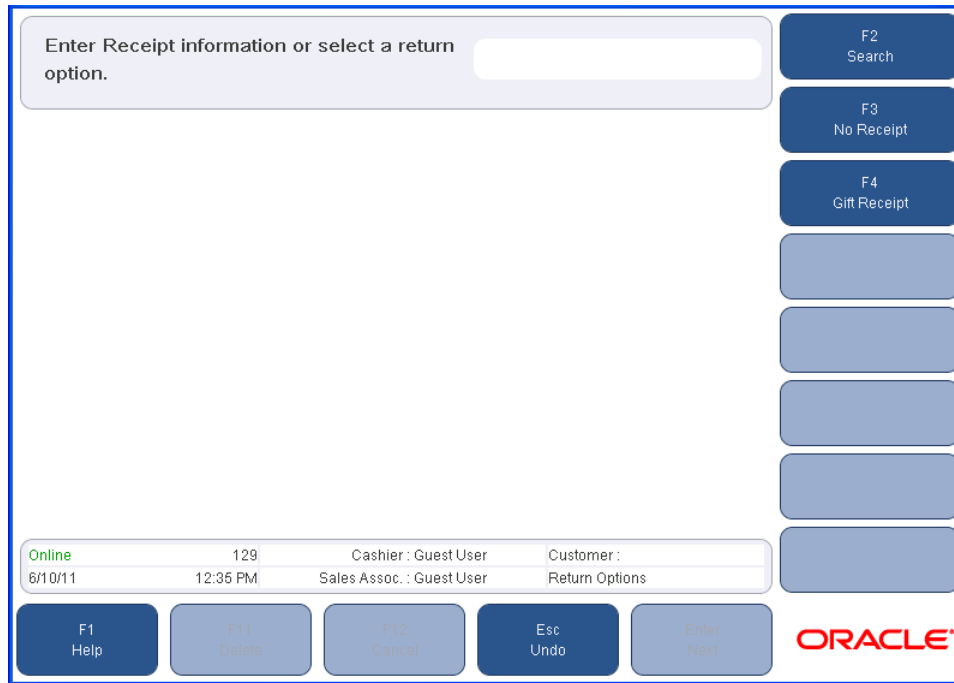 Enter Receipt information or select a return
option.
F2
Search
F3
No Receipt
F4
Gift Receipt
Online 129 Cashier : Guest User Customer :
6/10/11 12:35 PM Sales Assoc. : Guest User Return Options
F1
Help
F11
Delete
F12
Cancel
Esc
Undo
Enter
Next
ORACLE